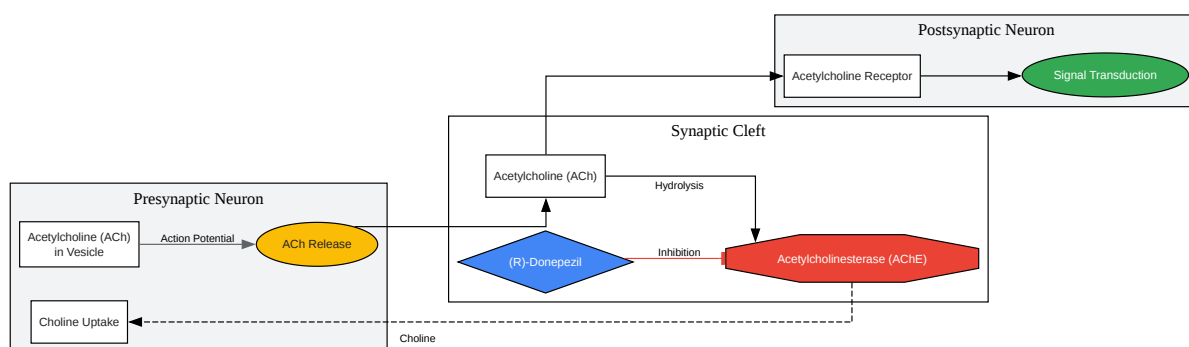 Postsynaptic Neuron
Acetylcholine Receptor
Signal Transduction
Synaptic Cleft
Acetylcholine (ACh)
Hydrolysis
(R)-Donepezil
Inhibition
Acetylcholinesterase (AChE)
Presynaptic Neuron
Acetylcholine (ACh)
in Vesicle
Action Potential
ACh Release
Choline Uptake
Choline